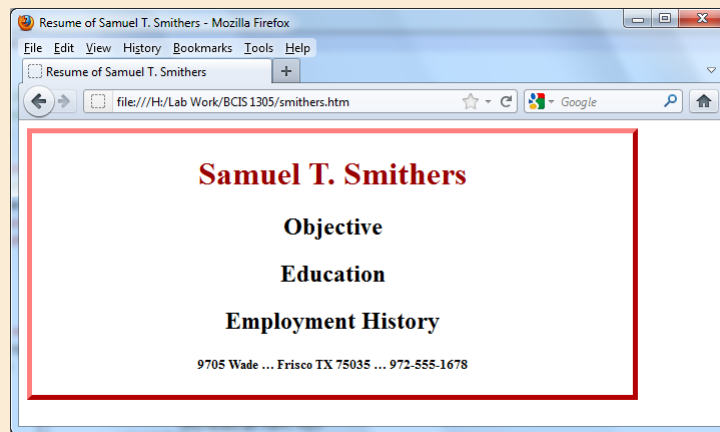 Resume of Samuel T. Smithers - Mozilla Firefox
File Edit View History Bookmarks Tools Help
Resume of Samuel T. Smithers
file:///H:/Lab Work/BCIS 1305/smithers.htm
Google
Samuel T. Smithers
Objective
Education
Employment History
9705 Wade … Frisco TX 75035 … 972-555-1678